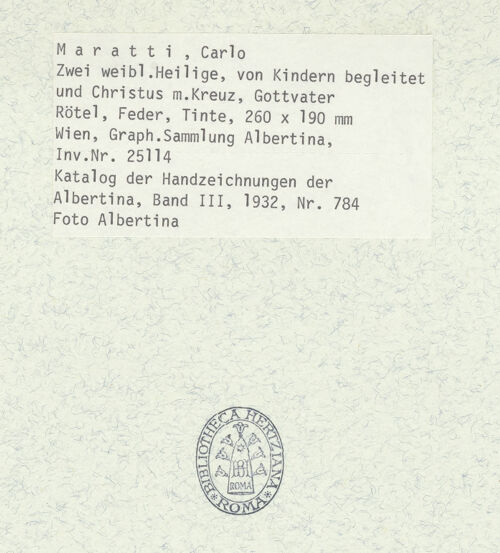 M a r a t t i , Carlo
Zwei weibl.Heilige, von Kindern begleitet
und Christus m.Kreuz, Gottvater
Rötel, Feder, Tinte, 260 x 190 mm
Wien, Graph.Sammlung Albertina,
Inv.Nr. 25114
Katalog der Handzeichnungen der
Albertina, Band III, 1932, Nr. 784
Foto Albertina
BIBLIOTHECA HERTZIANA
ROMA
ROMA